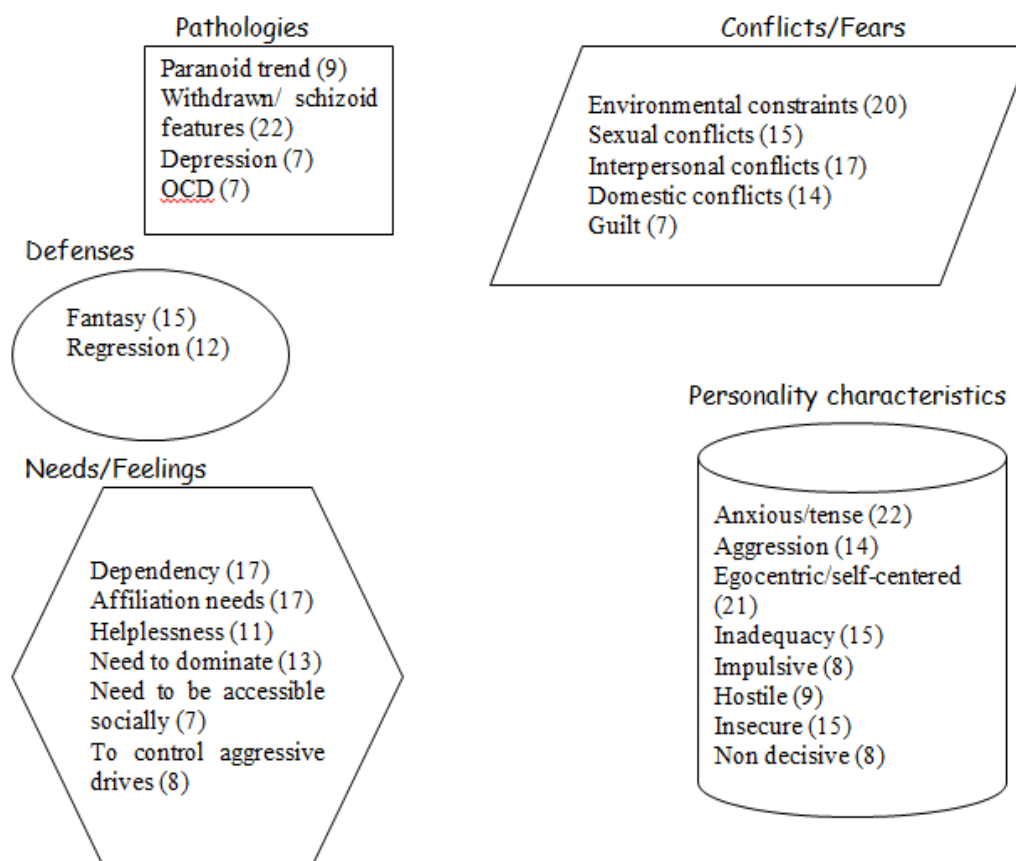 Pathologies
Paranoid trend (9)
Withdrawn/ schizoid
features (22)
Depression (7)
OCD (7)
Conflicts/Fears
Environmental constraints (20)
Sexual conflicts (15)
Interpersonal conflicts (17)
Domestic conflicts (14)
Guilt (7)
Defenses
Fantasy (15)
Regression (12)
Needs/Feelings
Dependency (17)
Affiliation needs (17)
Helplessness (11)
Need to dominate (13)
Need to be accessible
socially (7)
To control aggressive
drives (8)
Personality characteristics
Anxious/tense (22)
Aggression (14)
Egocentric/self-centered
(21)
Inadequacy (15)
Impulsive (8)
Hostile (9)
Insecure (15)
Non decisive (8)